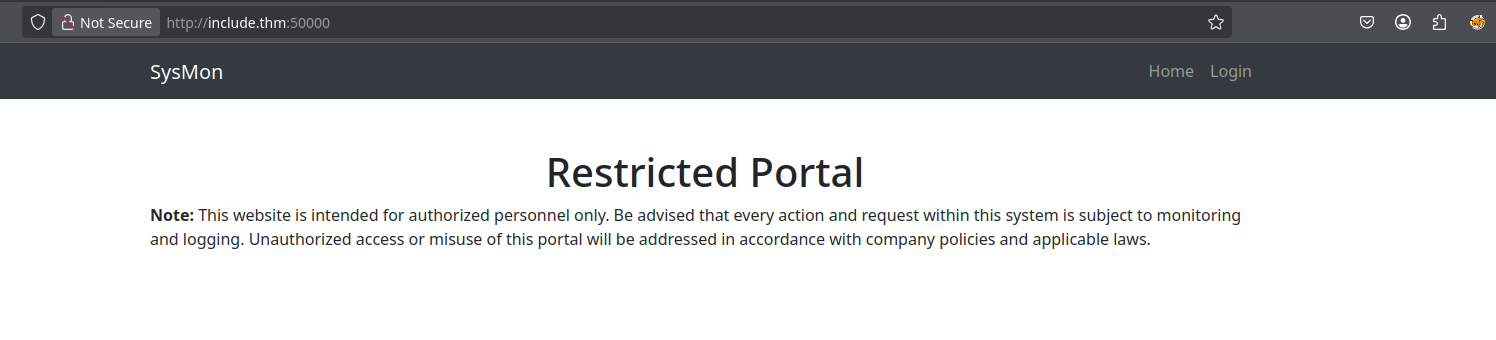 Not Secure http://include.thm:50000
SysMon Home Login
Restricted Portal
Note: This website is intended for authorized personnel only. Be advised that every action and request within this system is subject to monitoring
and logging. Unauthorized access or misuse of this portal will be addressed in accordance with company policies and applicable laws.